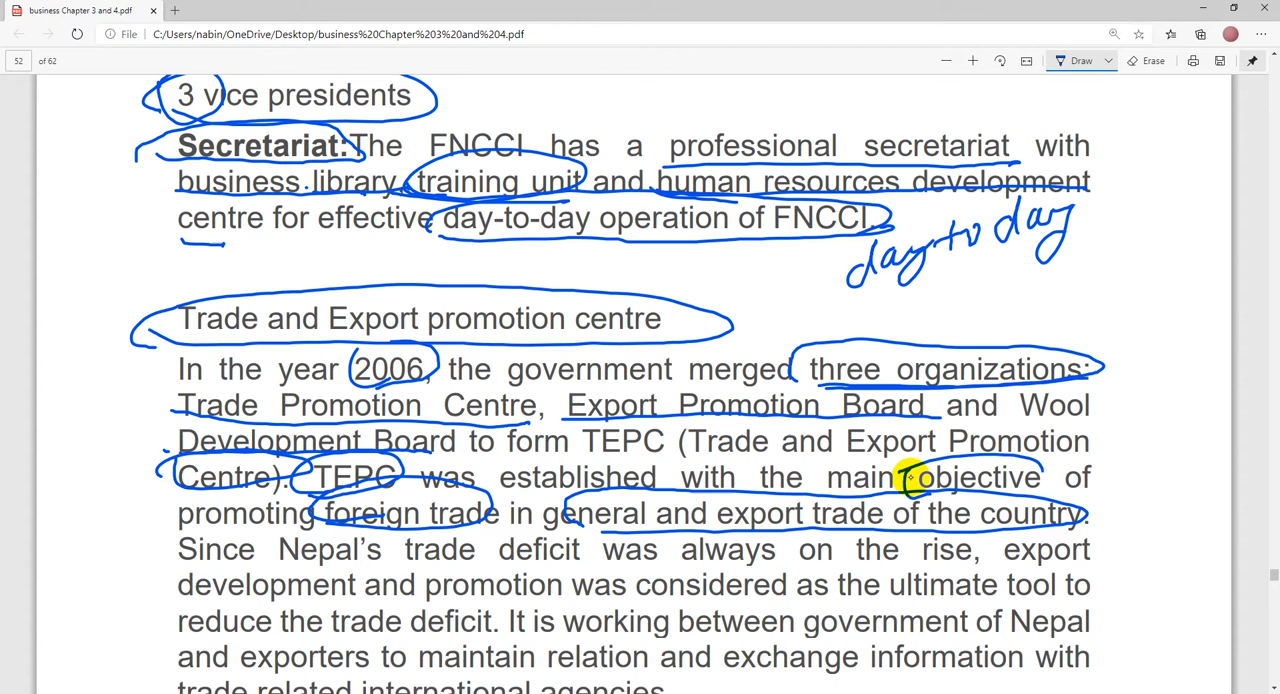 business Chapter 3 and 4.pdf
File C:/Users/nabin/OneDrive/Desktop/business%20Chapter%203%20and%204.pdf
52 of 62 Draw Erase
3 vice presidents
Secretariat:The FNCCI has a professional secretariat with
business library, training unit and human resources development
centre for effective day-to-day operation of FNCCI.
day to day
Trade and Export promotion centre
In the year 2006, the government merged three organizations:
Trade Promotion Centre, Export Promotion Board and Wool
Development Board to form TEPC (Trade and Export Promotion
Centre). TEPC was established with the main objective of
promoting foreign trade in general and export trade of the country.
Since Nepal's trade deficit was always on the rise, export
development and promotion was considered as the ultimate tool to
reduce the trade deficit. It is working between government of Nepal
and exporters to maintain relation and exchange information with
trade related international agencies.